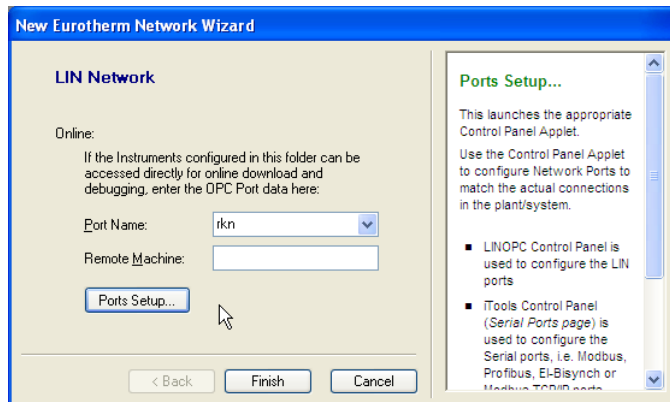 New Eurotherm Network Wizard
LIN Network
Online:
If the Instruments configured in this folder can be
accessed directly for online download and
debugging, enter the OPC Port data here:
Port Name:
rkn
Remote Machine:
Ports Setup...
< Back
Finish
Cancel
Ports Setup...
This launches the appropriate
Control Panel Applet.
Use the Control Panel Applet
to configure Network Ports to
match the actual connections
in the plant/system.
LINOPC Control Panel is
used to configure the LIN
ports
iTools Control Panel
(Serial Ports page) is
used to configure the
Serial ports, i.e. Modbus,
Profibus, EI-Bisynch or
Modbus TCP/IP ports